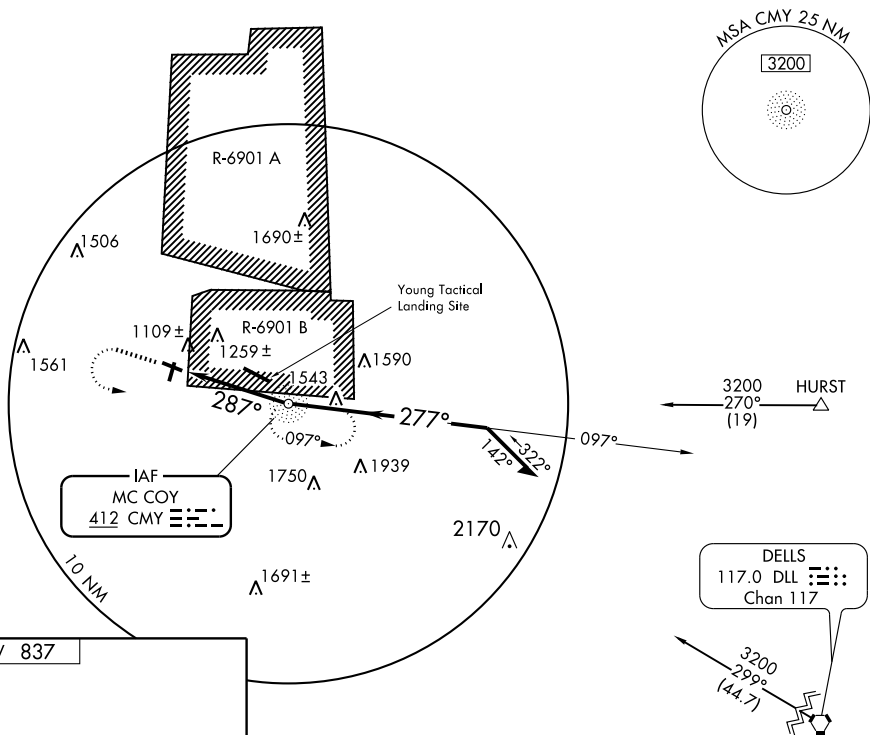 MSA CMY 25 NM
3200
R-6901 A
1506
1690±
Young Tactical
Landing Site
R-6901 B
1109±
1259±
1561
1590
1543
3200
270°
(19)
HURST
287°
277°
097°
097°
142°
322°
IAF
MC COY
412 CMY
1750
1939
2170
10 NM
1691±
DELLS
117.0 DLL
Chan 117
3200
299°
(44.7)
837